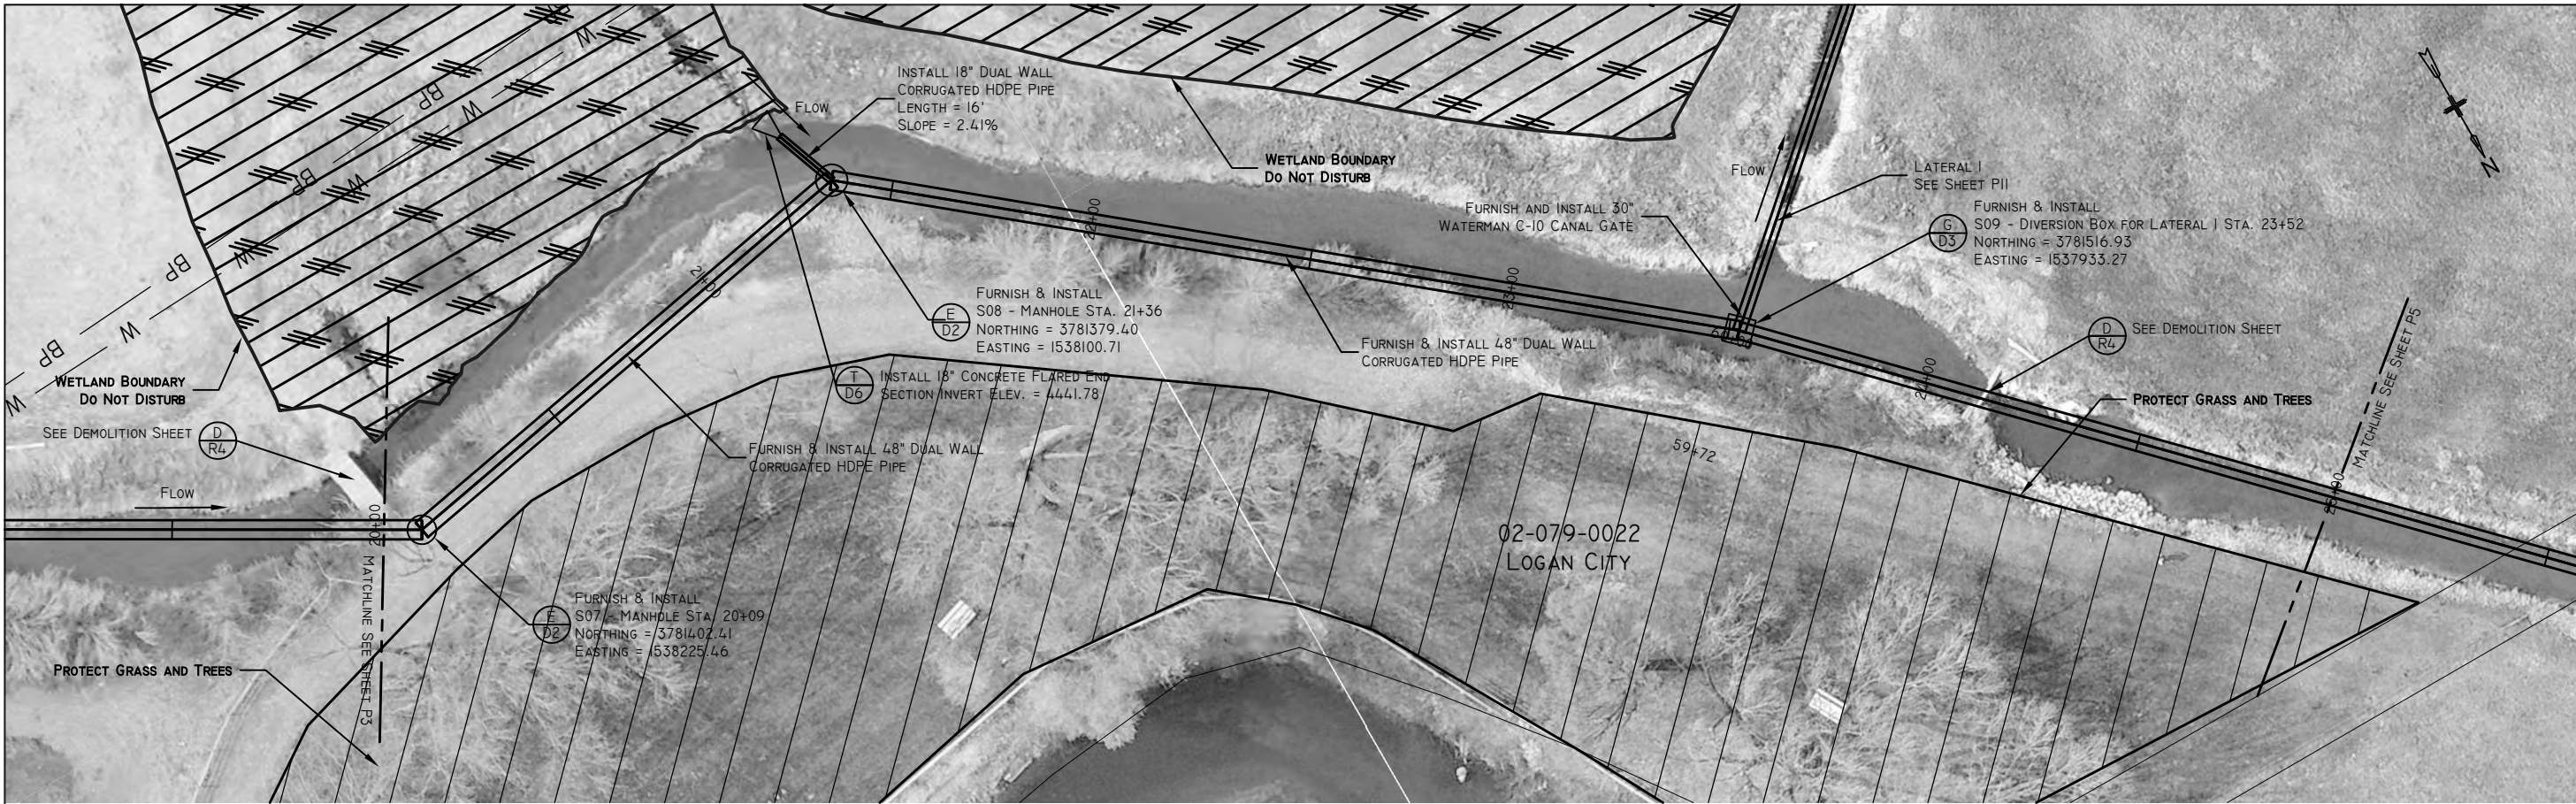 INSTALL 18" DUAL WALL
CORRUGATED HDPE PIPE
LENGTH = 16'
SLOPE = 2.41%
FLOW
WETLAND BOUNDARY
DO NOT DISTURB
FLOW
LATERAL 1
SEE SHEET P11
FURNISH AND INSTALL 30"
WATERMAN C-10 CANAL GATE
G
D3
FURNISH & INSTALL
S09 - DIVERSION BOX FOR LATERAL 1 STA. 23+52
NORTHING = 3781516.93
EASTING = 1537933.27
N
BP
W
BP
W
BP
W
BP
W
BP
W
BP
W
21+00
22+00
23+00
24+00
25+00
E
D2
FURNISH & INSTALL
S08 - MANHOLE STA. 21+36
NORTHING = 3781379.40
EASTING = 1538100.71
FURNISH & INSTALL 48" DUAL WALL
CORRUGATED HDPE PIPE
D
R4
SEE DEMOLITION SHEET
MATCHLINE SEE SHEET P5
PROTECT GRASS AND TREES
WETLAND BOUNDARY
DO NOT DISTURB
T
D6
INSTALL 18" CONCRETE FLARED END
SECTION INVERT ELEV. = 4441.78
SEE DEMOLITION SHEET
D
R4
FURNISH & INSTALL 48" DUAL WALL
CORRUGATED HDPE PIPE
59+72
FLOW
20+00
MATCHLINE SEE SHEET P3
02-079-0022
LOGAN CITY
E
D2
FURNISH & INSTALL
S07 - MANHOLE STA. 20+09
NORTHING = 3781402.41
EASTING = 1538225.46
PROTECT GRASS AND TREES